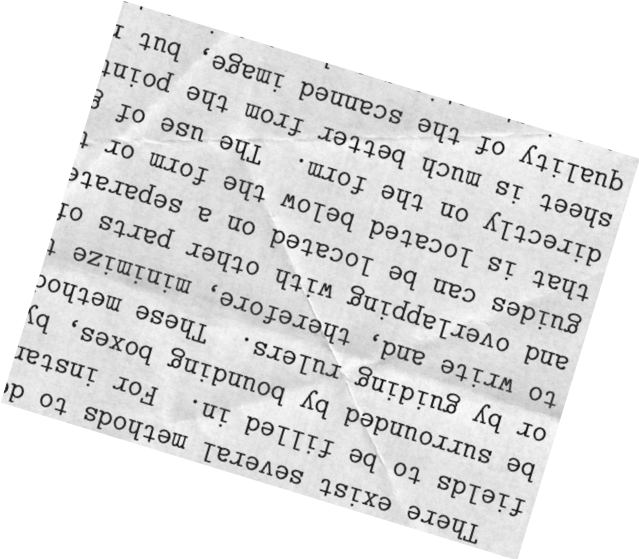 There exist several methods to d
fields to be filled in. For instan
be surrounded by bounding boxes, by
or by guiding rulers. These method
to write and, therefore, minimize t
and overlapping with other parts of
guides can be located on a separate
that is located below the form or t
directly on the form. The use of g
sheet is much better from the point
quality of the scanned image, but r